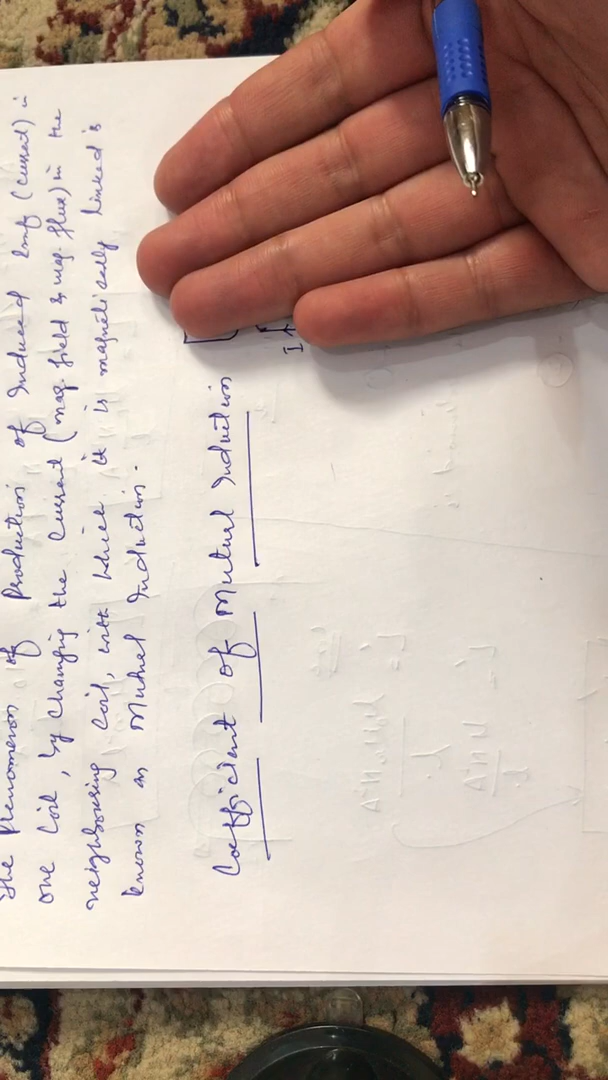 The Phenomenon of Production of Induced emf (current) in
one Coil, by changing the current (mag. field & mag. flux) in the
neighbouring Coil, with which it is magnetically linked is
known as Mutual Induction.
Coefficient of Mutual Induction
I